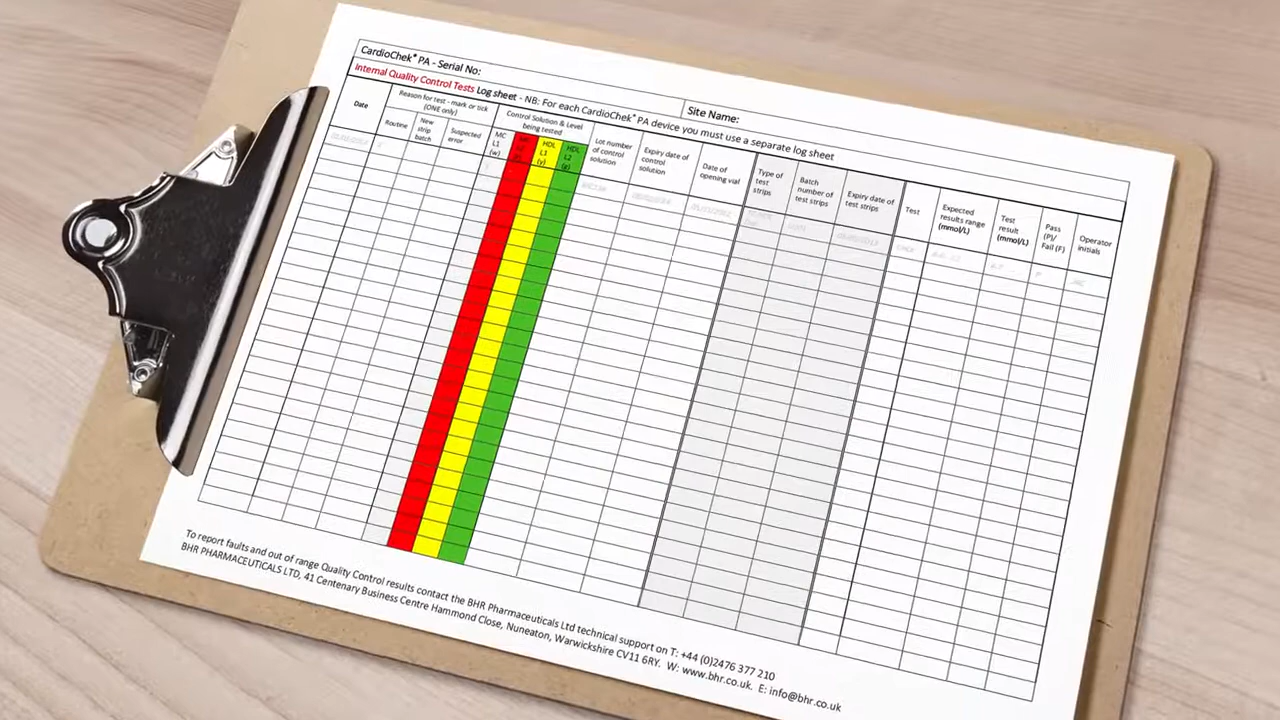 CardioChek® PA - Serial No:
Site Name:
Internal Quality Control Tests Log sheet - NB: For each CardioChek® PA device you must use a separate log sheet
Date
Reason for test - mark or tick
(ONE only)
Routine
New
strip
batch
Suspected
error
Control Solution & Level
being tested
MC
L1
(w)
HDL
L1
(y)
HDL
L2
(g)
Lot number
of control
solution
Expiry date of
control
solution
Date of
opening vial
Type of
test
strips
Batch
number of
test strips
Expiry date of
test strips
Test
Expected
results range
(mmol/L)
Test
result
(mmol/L)
Pass
(P)/
Fail (F)
Operator
initials
To report faults and out of range Quality Control results contact the BHR Pharmaceuticals Ltd technical support on T: +44 (0)2476 377 210
BHR PHARMACEUTICALS LTD, 41 Centenary Business Centre Hammond Close, Nuneaton, Warwickshire CV11 6RY. W: www.bhr.co.uk. E: info@bhr.co.uk